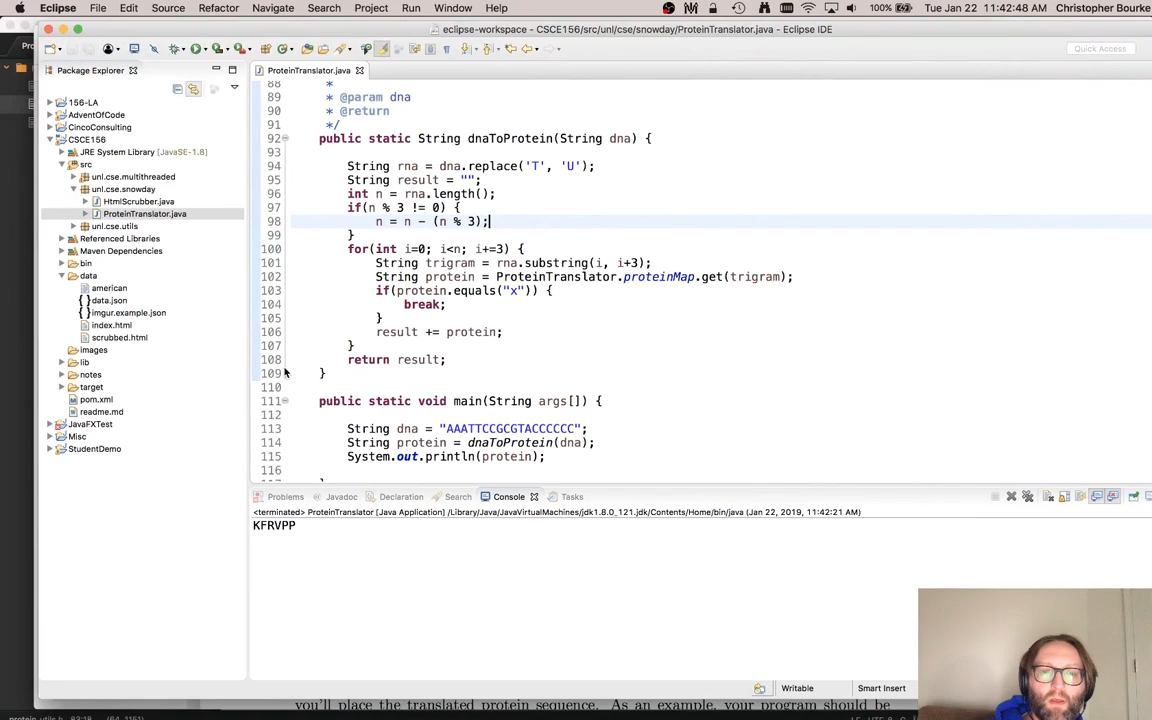 Eclipse File Edit Source Refactor Navigate Search Project Run Window Help 100% Tue Jan 22 11:42:48 AM Christopher Bourke
eclipse-workspace - CSCE156/src/unl/cse/snowday/ProteinTranslator.java - Eclipse IDE
Quick Access
Package Explorer
156-LA
AdventOfCode
CincoConsulting
CSCE156
JRE System Library [JavaSE-1.8]
src
unl.cse.multithreaded
unl.cse.snowday
HtmlScrubber.java
ProteinTranslator.java
unl.cse.utils
Referenced Libraries
Maven Dependencies
bin
data
american
data.json
imgur.example.json
index.html
scrubbed.html
images
lib
notes
target
pom.xml
readme.md
JavaFXTest
Misc
StudentDemo
ProteinTranslator.java
88 *
89 * @param dna
90 * @return
91 */
92 public static String dnaToProtein(String dna) {
93
94 String rna = dna.replace('T', 'U');
95 String result = "";
96 int n = rna.length();
97 if(n % 3 != 0) {
98 n = n - (n % 3);
99 }
100 for(int i=0; i<n; i+=3) {
101 String trigram = rna.substring(i, i+3);
102 String protein = ProteinTranslator.proteinMap.get(trigram);
103 if(protein.equals("x")) {
104 break;
105 }
106 result += protein;
107 }
108 return result;
109 }
110
111 public static void main(String args[]) {
112
113 String dna = "AAATTCCGCGTACCCCCC";
114 String protein = dnaToProtein(dna);
115 System.out.println(protein);
116
Problems Javadoc Declaration Search Console Tasks
<terminated> ProteinTranslator [Java Application] /Library/Java/JavaVirtualMachines/jdk1.8.0_121.jdk/Contents/Home/bin/java (Jan 22, 2019, 11:42:21 AM)
KFRVPP
Writable Smart Insert
you'll place the translated protein sequence. As an example, your program should be